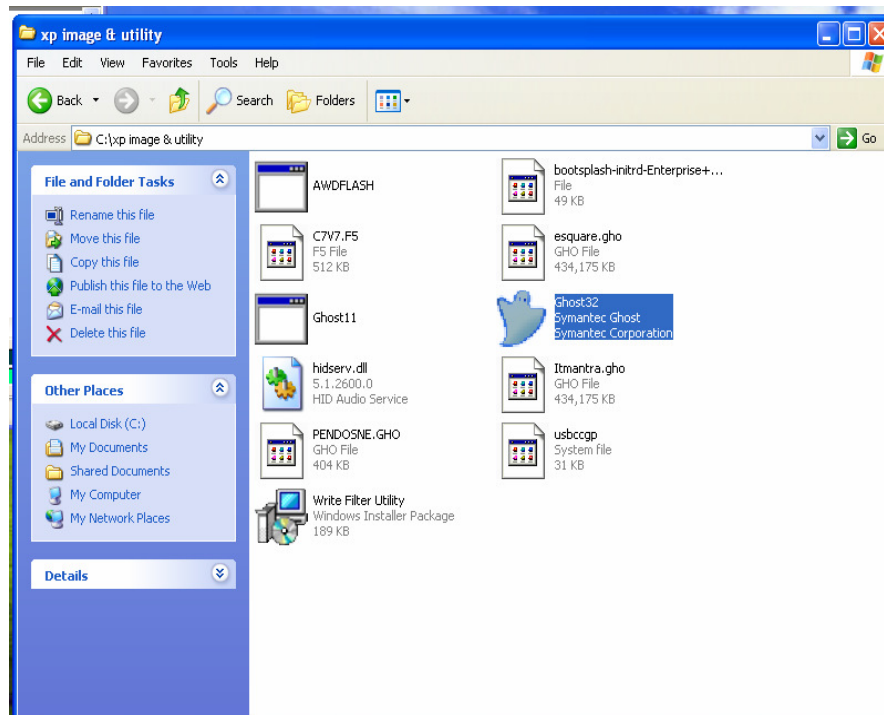 xp image & utility
File Edit View Favorites Tools Help
Back Search Folders
Address C:\xp image & utility Go
File and Folder Tasks
Rename this file
Move this file
Copy this file
Publish this file to the Web
E-mail this file
Delete this file
Other Places
Local Disk (C:)
My Documents
Shared Documents
My Computer
My Network Places
Details
AWDFLASH
bootsplash-initrd-Enterprise+...
File
49 KB
C7V7.F5
F5 File
512 KB
esquare.gho
GHO File
434,175 KB
Ghost11
Ghost32
Symantec Ghost
Symantec Corporation
hidserv.dll
5.1.2600.0
HID Audio Service
Itmantra.gho
GHO File
434,175 KB
PENDOSNE.GHO
GHO File
404 KB
usbccgp
System file
31 KB
Write Filter Utility
Windows Installer Package
189 KB